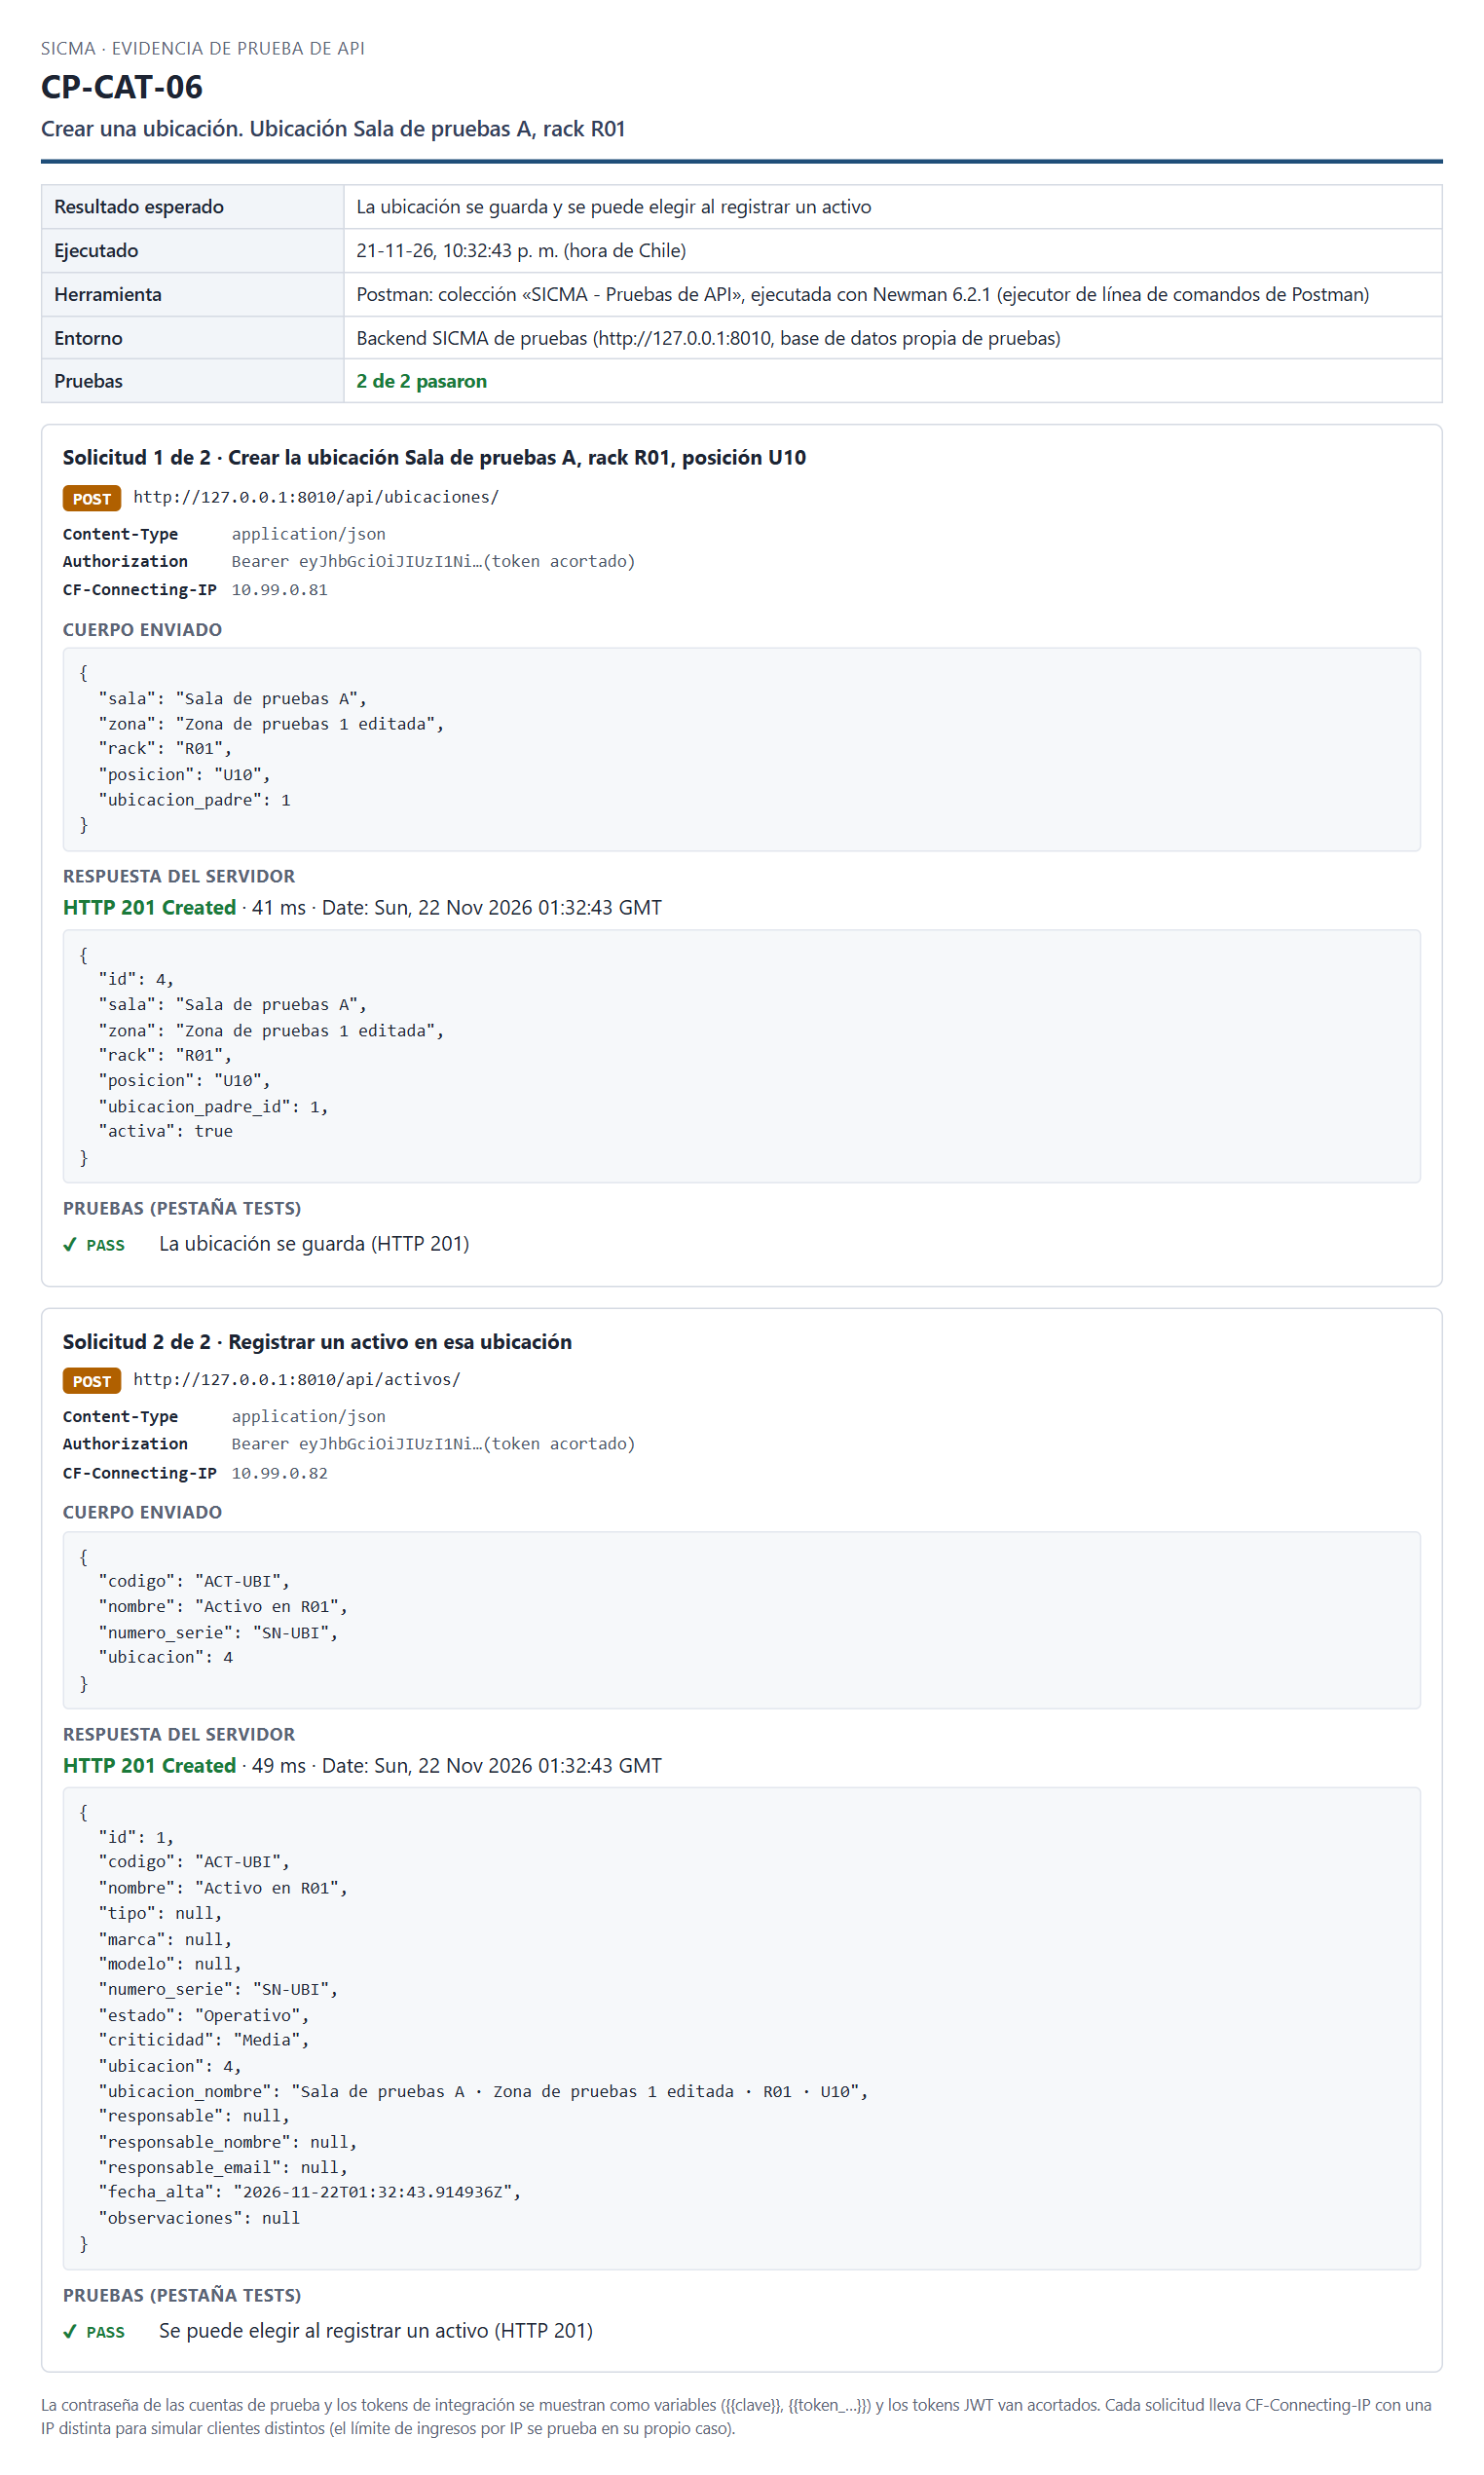 SICMA · EVIDENCIA DE PRUEBA DE API
CP-CAT-06
Crear una ubicación. Ubicación Sala de pruebas A, rack R01
Resultado esperado La ubicación se guarda y se puede elegir al registrar un activo
Ejecutado 21-11-26, 10:32:43 p. m. (hora de Chile)
Herramienta Postman: colección «SICMA - Pruebas de API», ejecutada con Newman 6.2.1 (ejecutor de línea de comandos de Postman)
Entorno Backend SICMA de pruebas (http://127.0.0.1:8010, base de datos propia de pruebas)
Pruebas 2 de 2 pasaron
Solicitud 1 de 2 · Crear la ubicación Sala de pruebas A, rack R01, posición U10
POST http://127.0.0.1:8010/api/ubicaciones/
Content-Type application/json
Authorization Bearer eyJhbGciOiJIUzI1Ni…(token acortado)
CF-Connecting-IP 10.99.0.81
CUERPO ENVIADO
{
"sala": "Sala de pruebas A",
"zona": "Zona de pruebas 1 editada",
"rack": "R01",
"posicion": "U10",
"ubicacion_padre": 1
}
RESPUESTA DEL SERVIDOR
HTTP 201 Created · 41 ms · Date: Sun, 22 Nov 2026 01:32:43 GMT
{
"id": 4,
"sala": "Sala de pruebas A",
"zona": "Zona de pruebas 1 editada",
"rack": "R01",
"posicion": "U10",
"ubicacion_padre_id": 1,
"activa": true
}
PRUEBAS (PESTAÑA TESTS)
✓ PASS La ubicación se guarda (HTTP 201)
Solicitud 2 de 2 · Registrar un activo en esa ubicación
POST http://127.0.0.1:8010/api/activos/
Content-Type application/json
Authorization Bearer eyJhbGciOiJIUzI1Ni…(token acortado)
CF-Connecting-IP 10.99.0.82
CUERPO ENVIADO
{
"codigo": "ACT-UBI",
"nombre": "Activo en R01",
"numero_serie": "SN-UBI",
"ubicacion": 4
}
RESPUESTA DEL SERVIDOR
HTTP 201 Created · 49 ms · Date: Sun, 22 Nov 2026 01:32:43 GMT
{
"id": 1,
"codigo": "ACT-UBI",
"nombre": "Activo en R01",
"tipo": null,
"marca": null,
"modelo": null,
"numero_serie": "SN-UBI",
"estado": "Operativo",
"criticidad": "Media",
"ubicacion": 4,
"ubicacion_nombre": "Sala de pruebas A · Zona de pruebas 1 editada · R01 · U10",
"responsable": null,
"responsable_nombre": null,
"responsable_email": null,
"fecha_alta": "2026-11-22T01:32:43.914936Z",
"observaciones": null
}
PRUEBAS (PESTAÑA TESTS)
✓ PASS Se puede elegir al registrar un activo (HTTP 201)
La contraseña de las cuentas de prueba y los tokens de integración se muestran como variables ({{clave}}, {{token_...}}) y los tokens JWT van acortados. Cada solicitud lleva CF-Connecting-IP con una
IP distinta para simular clientes distintos (el límite de ingresos por IP se prueba en su propio caso).